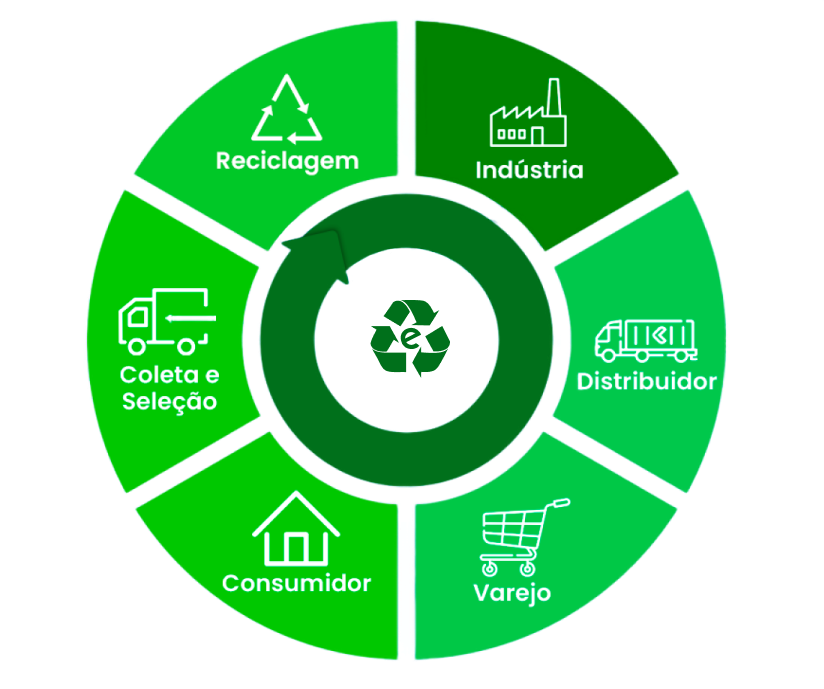 Reciclagem
Indústria
Coleta e
Seleção
e
Distribuidor
Consumidor
Varejo